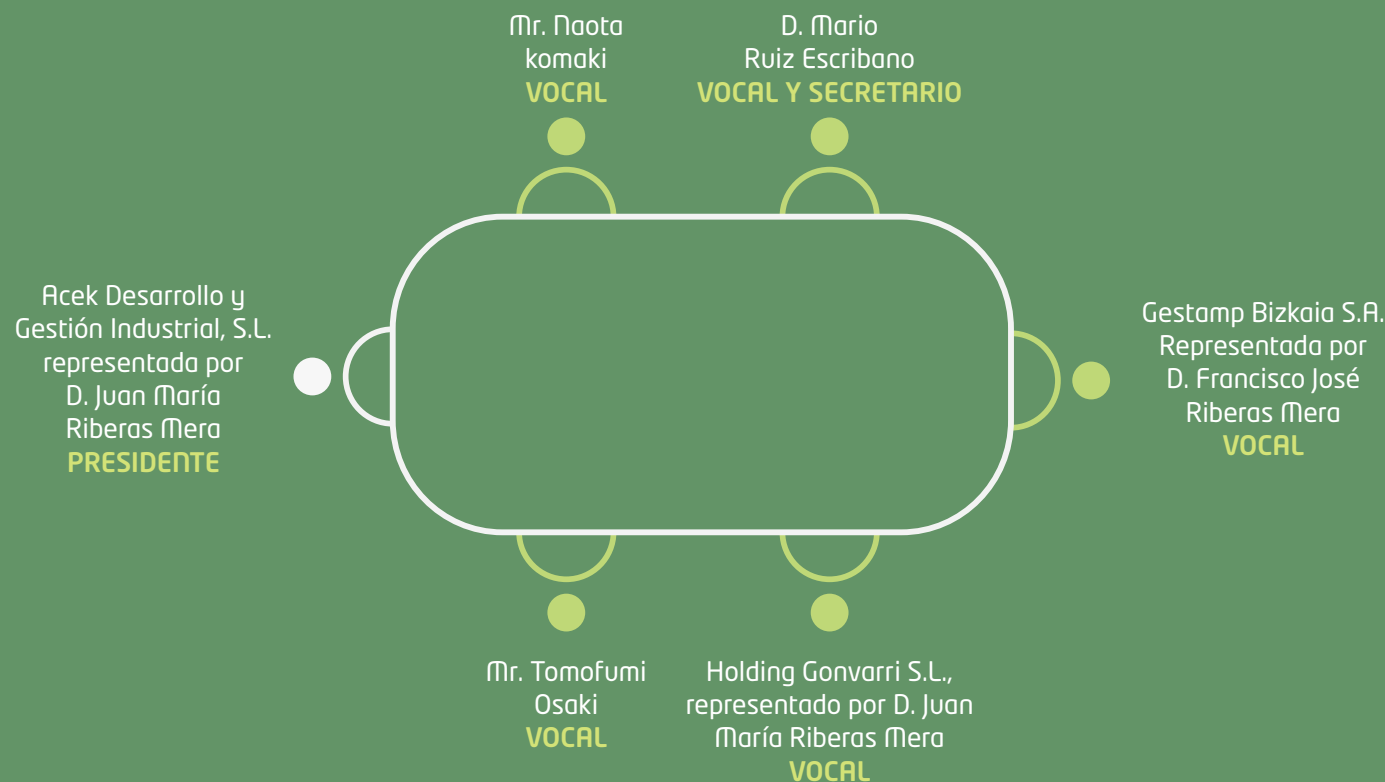 Mr. Naota
komaki
VOCAL
D. Mario
Ruiz Escribano
VOCAL Y SECRETARIO
Acek Desarrollo y
Gestión Industrial, S.L.
representada por
D. Juan María
Riberas Mera
PRESIDENTE
Gestamp Bizkaia S.A.
Representada por
D. Francisco José
Riberas Mera
VOCAL
Mr. Tomofumi
Osaki
VOCAL
Holding Gonvarri S.L.,
representado por D. Juan
María Riberas Mera
VOCAL